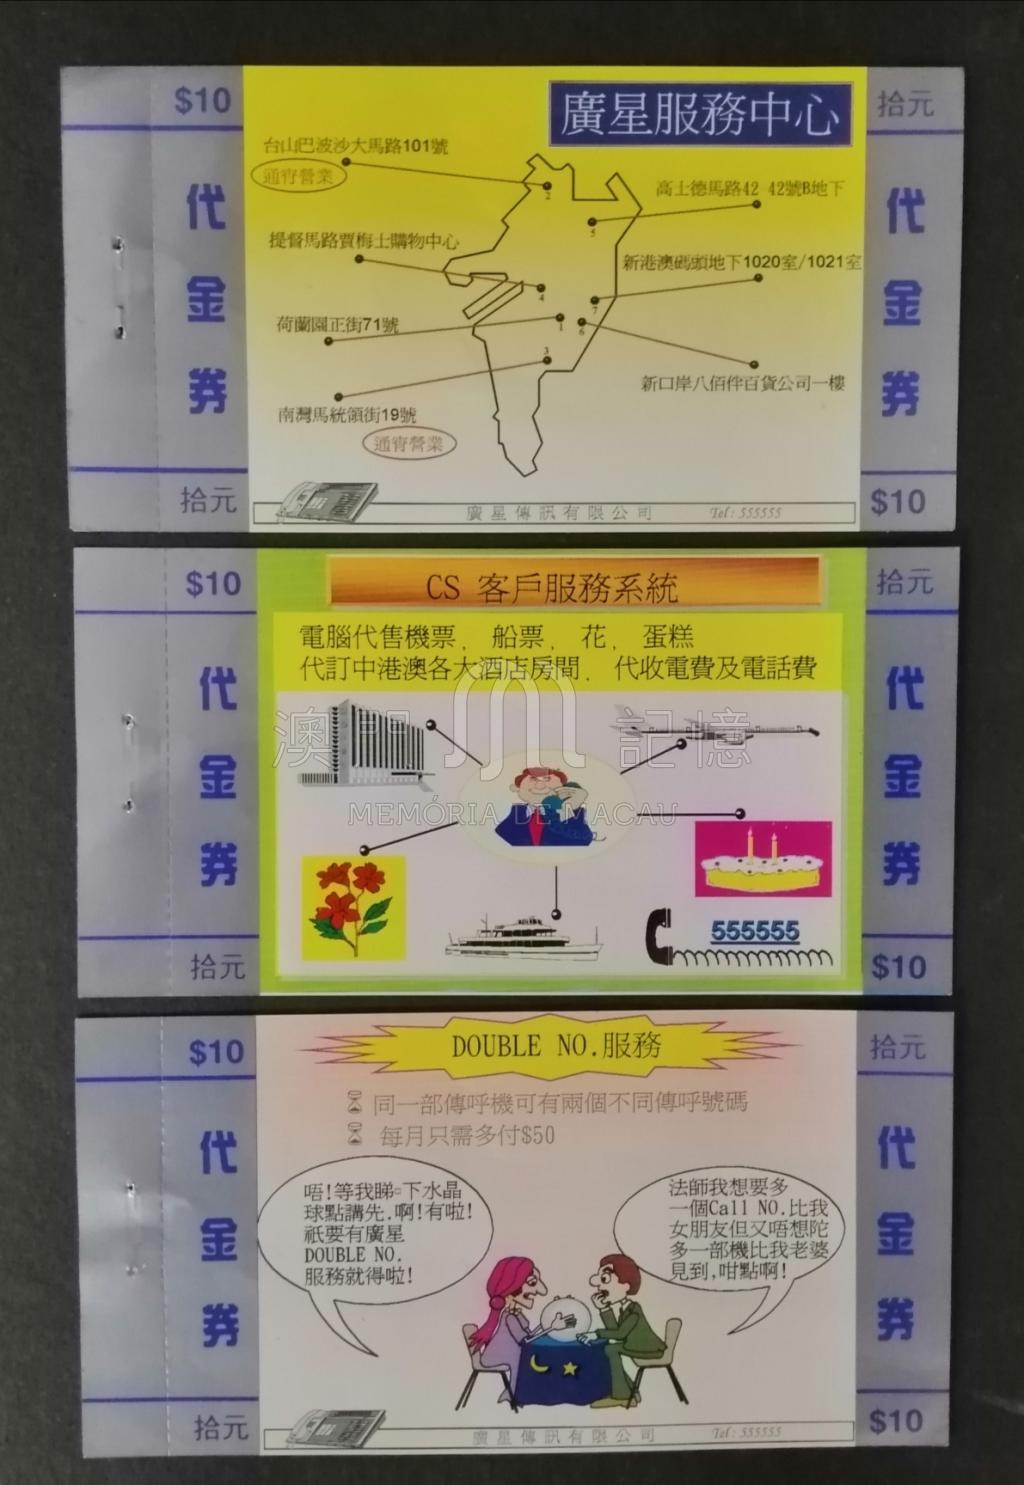 $10
拾元
廣星服務中心
代金券
代金券
台山巴波沙大馬路101號
通宵營業
高士德馬路42-42號B地下
提督馬路賈梅士購物中心
新港澳碼頭地下1020室/1021室
荷蘭園正街71號
新口岸八佰伴百貨公司一樓
南灣馬統領街19號
通宵營業
2
5
4
7
1
6
3
拾元
廣星傳訊有限公司 Tel: 555555
$10
$10
拾元
CS 客戶服務系統
電腦代售機票, 船票, 花, 蛋糕
代訂中港澳各大酒店房間, 代收電費及電話費
代金券
代金券
澳門記憶
MEMÓRIA DE MACAU
555555
拾元
$10
$10
拾元
DOUBLE NO.服務
同一部傳呼機可有兩個不同傳呼號碼
每月只需多付$50
代金券
代金券
唔!等我睇一下水晶
球點講先.啊!有啦!
祇要有廣星
DOUBLE NO.
服務就得啦!
法師我想要多
一個Call NO.比我
女朋友但又唔想陀
多一部機比我老婆
見到,咁點啊!
拾元
廣星傳訊有限公司 Tel: 555555
$10